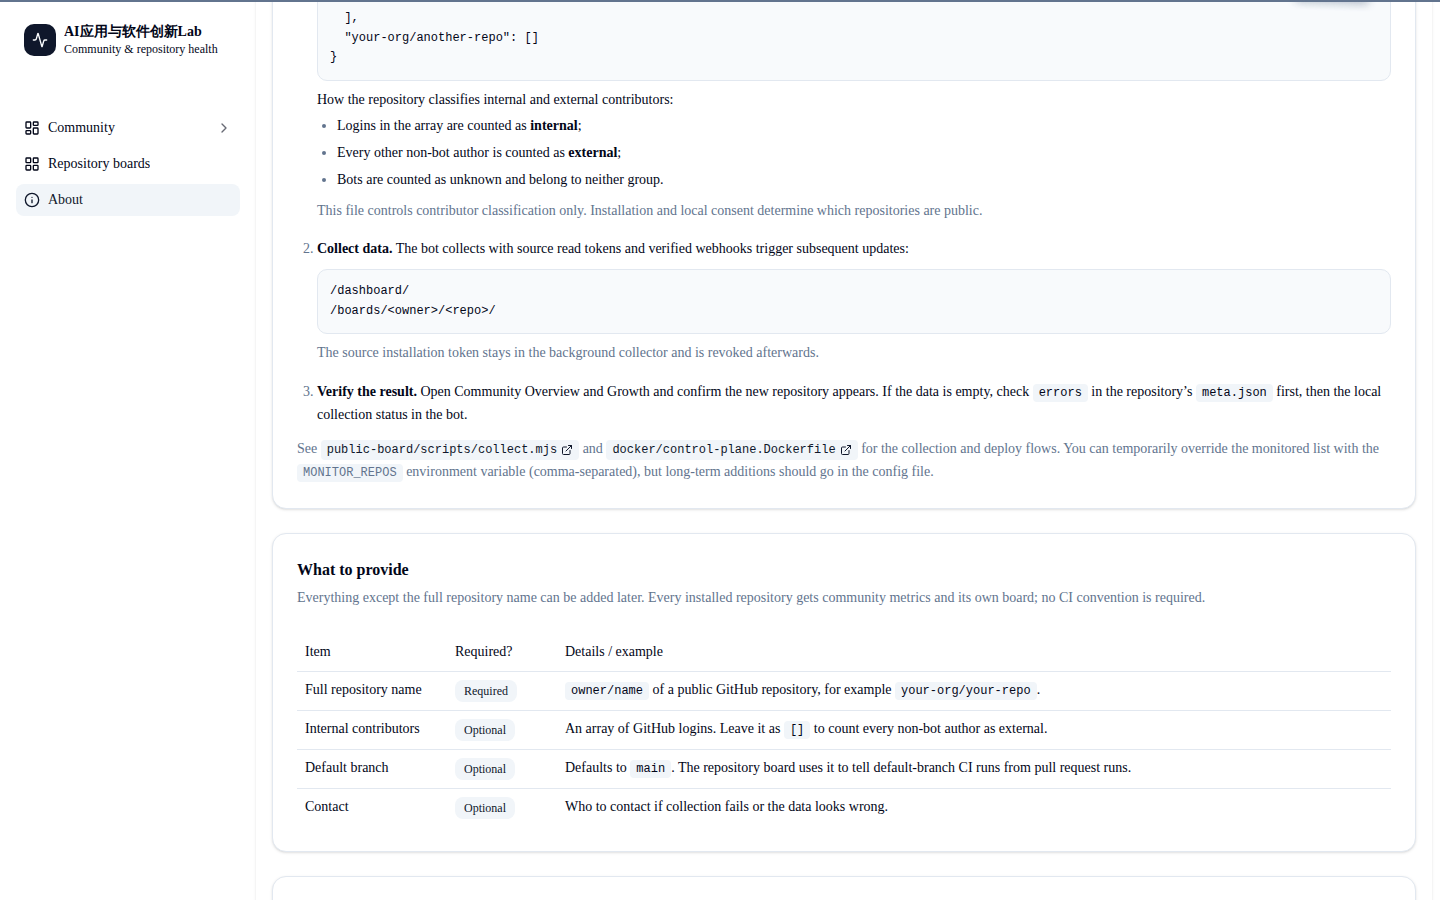 AI应用与软件创新Lab
Community & repository health
Community
Repository boards
About
],
"your-org/another-repo": []
}
How the repository classifies internal and external contributors:
Logins in the array are counted as internal;
Every other non-bot author is counted as external;
Bots are counted as unknown and belong to neither group.
This file controls contributor classification only. Installation and local consent determine which repositories are public.
2. Collect data. The bot collects with source read tokens and verified webhooks trigger subsequent updates:
/dashboard/
/boards/<owner>/<repo>/
The source installation token stays in the background collector and is revoked afterwards.
3. Verify the result. Open Community Overview and Growth and confirm the new repository appears. If the data is empty, check errors in the repository’s meta.json first, then the local
collection status in the bot.
See public-board/scripts/collect.mjs and docker/control-plane.Dockerfile for the collection and deploy flows. You can temporarily override the monitored list with the
MONITOR_REPOS environment variable (comma-separated), but long-term additions should go in the config file.
What to provide
Everything except the full repository name can be added later. Every installed repository gets community metrics and its own board; no CI convention is required.
Item Required? Details / example
Full repository name Required owner/name of a public GitHub repository, for example your-org/your-repo.
Internal contributors Optional An array of GitHub logins. Leave it as [] to count every non-bot author as external.
Default branch Optional Defaults to main. The repository board uses it to tell default-branch CI runs from pull request runs.
Contact Optional Who to contact if collection fails or the data looks wrong.